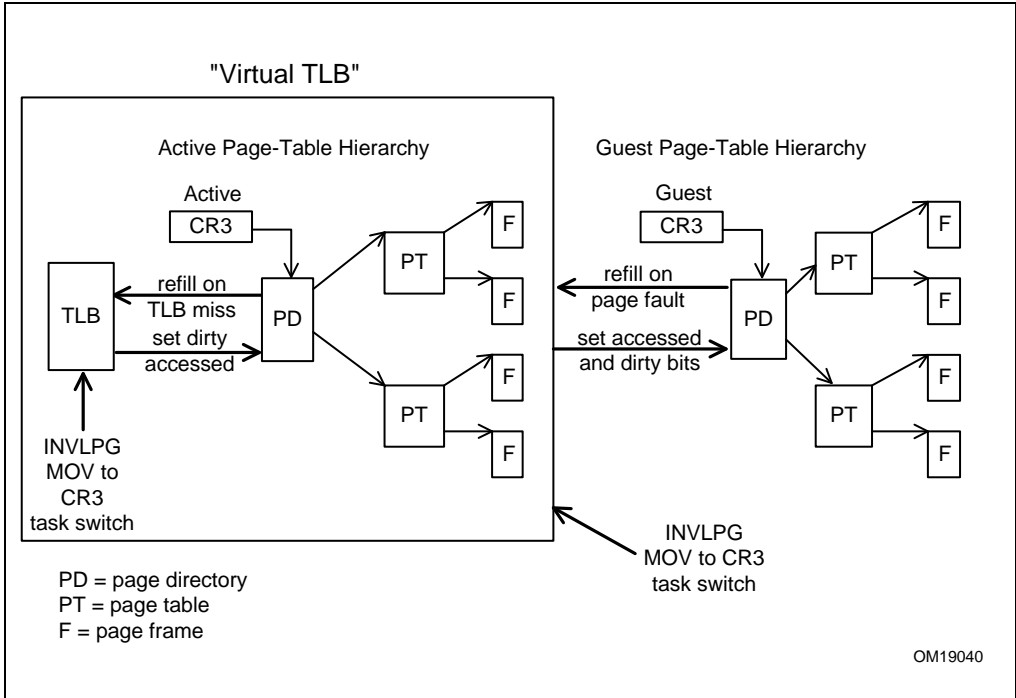 "Virtual TLB"
Active Page-Table Hierarchy
Guest Page-Table Hierarchy
Active
CR3
F
PT
F
TLB
refill on
TLB miss
set dirty
accessed
PD
F
PT
F
INVLPG
MOV to
CR3
task switch
Guest
CR3
F
PT
F
refill on
page fault
set accessed
and dirty bits
PD
F
PT
F
INVLPG
MOV to CR3
task switch
PD = page directory
PT = page table
F = page frame
OM19040